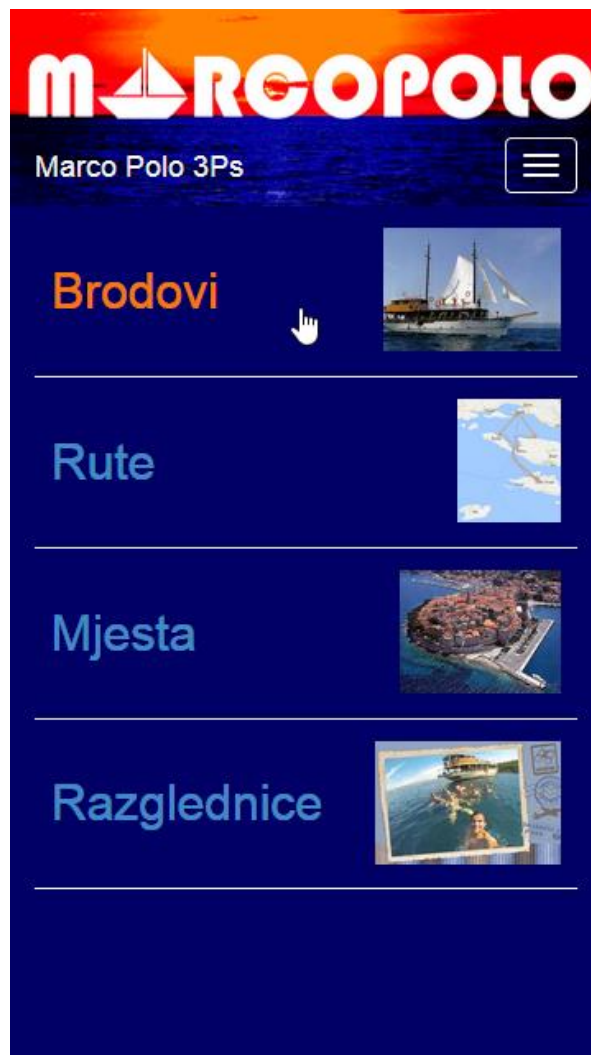 MARCOPOLO
Marco Polo 3Ps
Brodovi
Rute
Mjesta
Razglednice